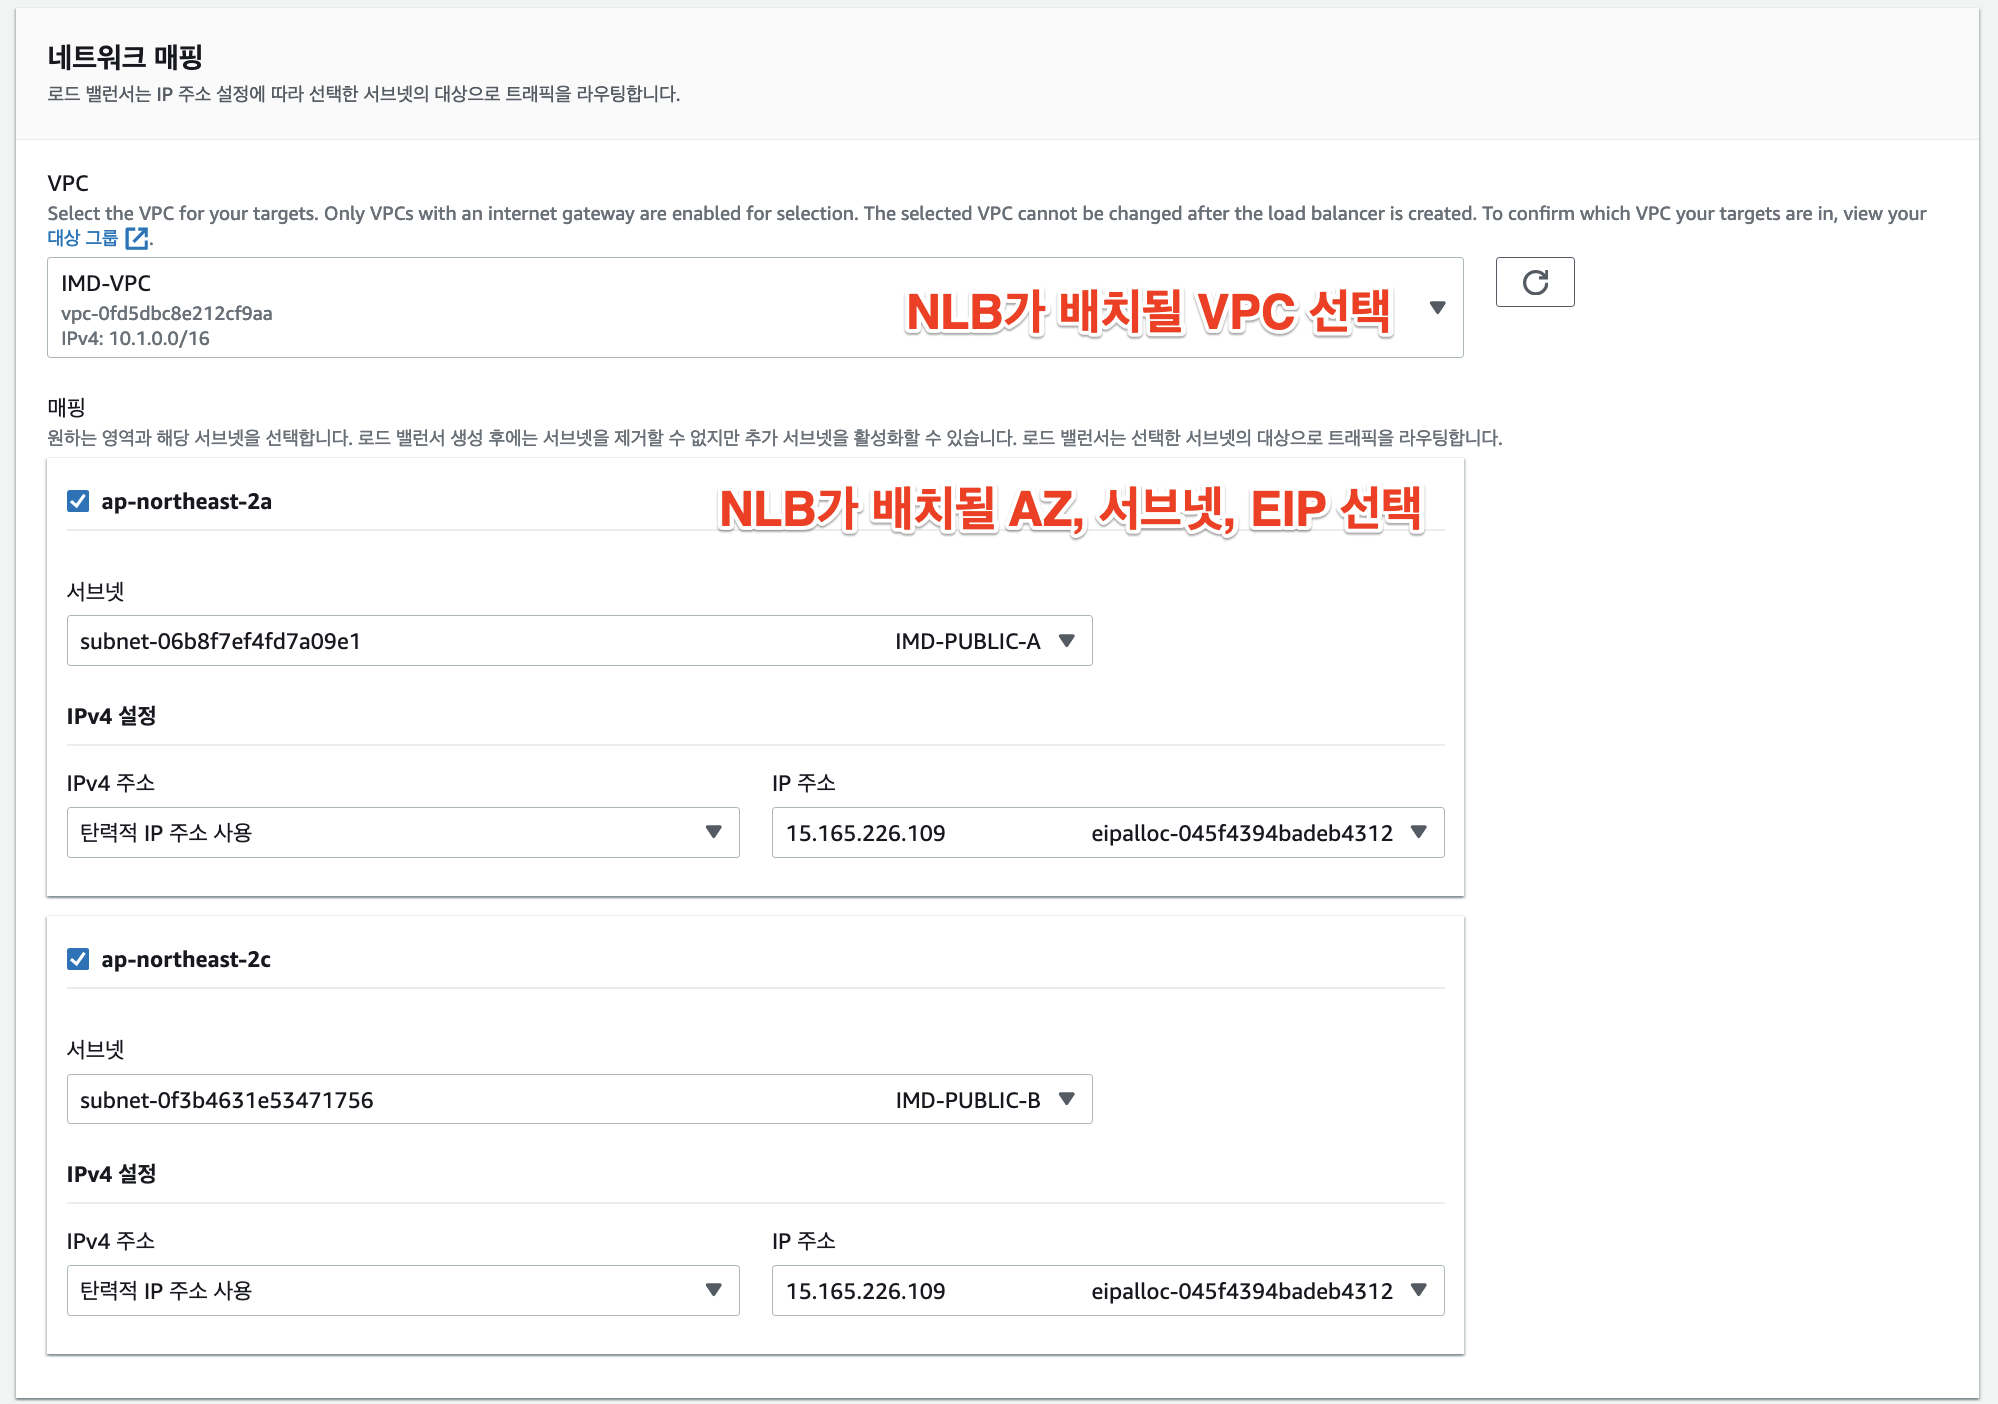 네트워크 매핑
로드 밸런서는 IP 주소 설정에 따라 선택한 서브넷의 대상으로 트래픽을 라우팅합니다.
VPC
Select the VPC for your targets. Only VPCs with an internet gateway are enabled for selection. The selected VPC cannot be changed after the load balancer is created. To confirm which VPC your targets are in, view your
대상 그룹 .
IMD-VPC
vpc-0fd5dbc8e212cf9aa
IPv4: 10.1.0.0/16
NLB가 배치될 VPC 선택
매핑
원하는 영역과 해당 서브넷을 선택합니다. 로드 밸런서 생성 후에는 서브넷을 제거할 수 없지만 추가 서브넷을 활성화할 수 있습니다. 로드 밸런서는 선택한 서브넷의 대상으로 트래픽을 라우팅합니다.
ap-northeast-2a
NLB가 배치될 AZ, 서브넷, EIP 선택
서브넷
subnet-06b8f7ef4fd7a09e1 IMD-PUBLIC-A
IPv4 설정
IPv4 주소 IP 주소
탄력적 IP 주소 사용 15.165.226.109 eipalloc-045f4394badeb4312
ap-northeast-2c
서브넷
subnet-0f3b4631e53471756 IMD-PUBLIC-B
IPv4 설정
IPv4 주소 IP 주소
탄력적 IP 주소 사용 15.165.226.109 eipalloc-045f4394badeb4312